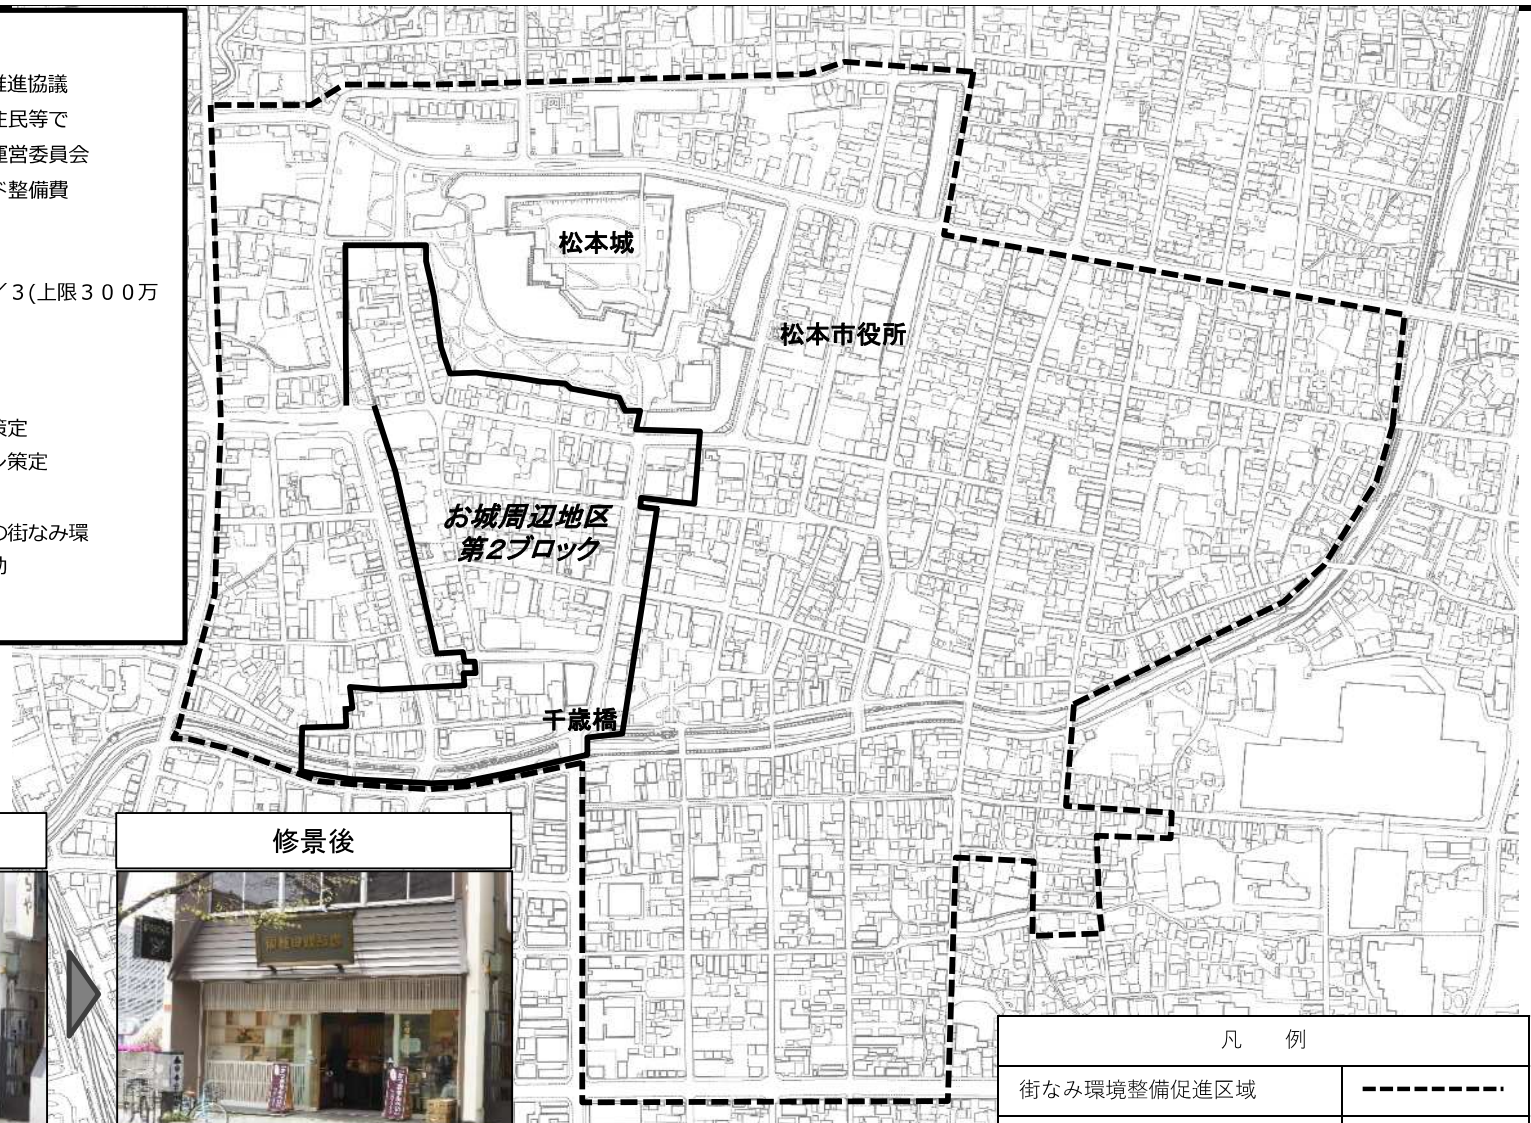 推進協議
住民等で
運営委員会
ド整備費
／３(上限３００万
策定
ン策定
の街なみ環
助
松本城
松本市役所
お城周辺地区
第２ブロック
千歳橋
修景後
凡　例
街なみ環境整備促進区域